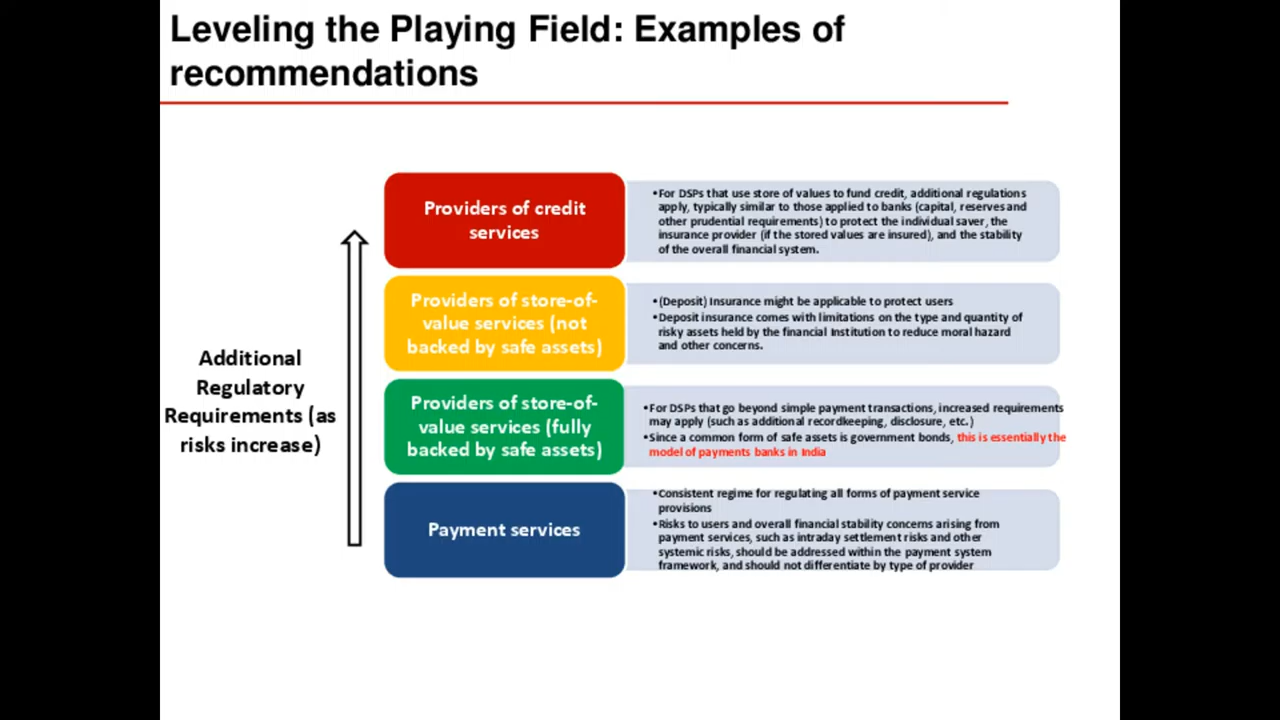 Leveling the Playing Field: Examples of
recommendations
Additional
Regulatory
Requirements (as
risks increase)
Providers of credit
services
•For DSPs that use store of values to fund credit, additional regulations
apply, typically similar to those applied to banks (capital, reserves and
other prudential requirements) to protect the individual saver, the
insurance provider (if the stored values are insured), and the stability
of the overall financial system.
Providers of store-of-
value services (not
backed by safe assets)
•(Deposit) Insurance might be applicable to protect users
•Deposit insurance comes with limitations on the type and quantity of
risky assets held by the financial Institution to reduce moral hazard
and other concerns.
Providers of store-of-
value services (fully
backed by safe assets)
•For DSPs that go beyond simple payment transactions, increased requirements
may apply (such as additional recordkeeping, disclosure, etc.)
•Since a common form of safe assets is government bonds, this is essentially the
model of payments banks in India
Payment services
•Consistent regime for regulating all forms of payment service
provisions
•Risks to users and overall financial stability concerns arising from
payment services, such as intraday settlement risks and other
systemic risks, should be addressed within the payment system
framework, and should not differentiate by type of provider